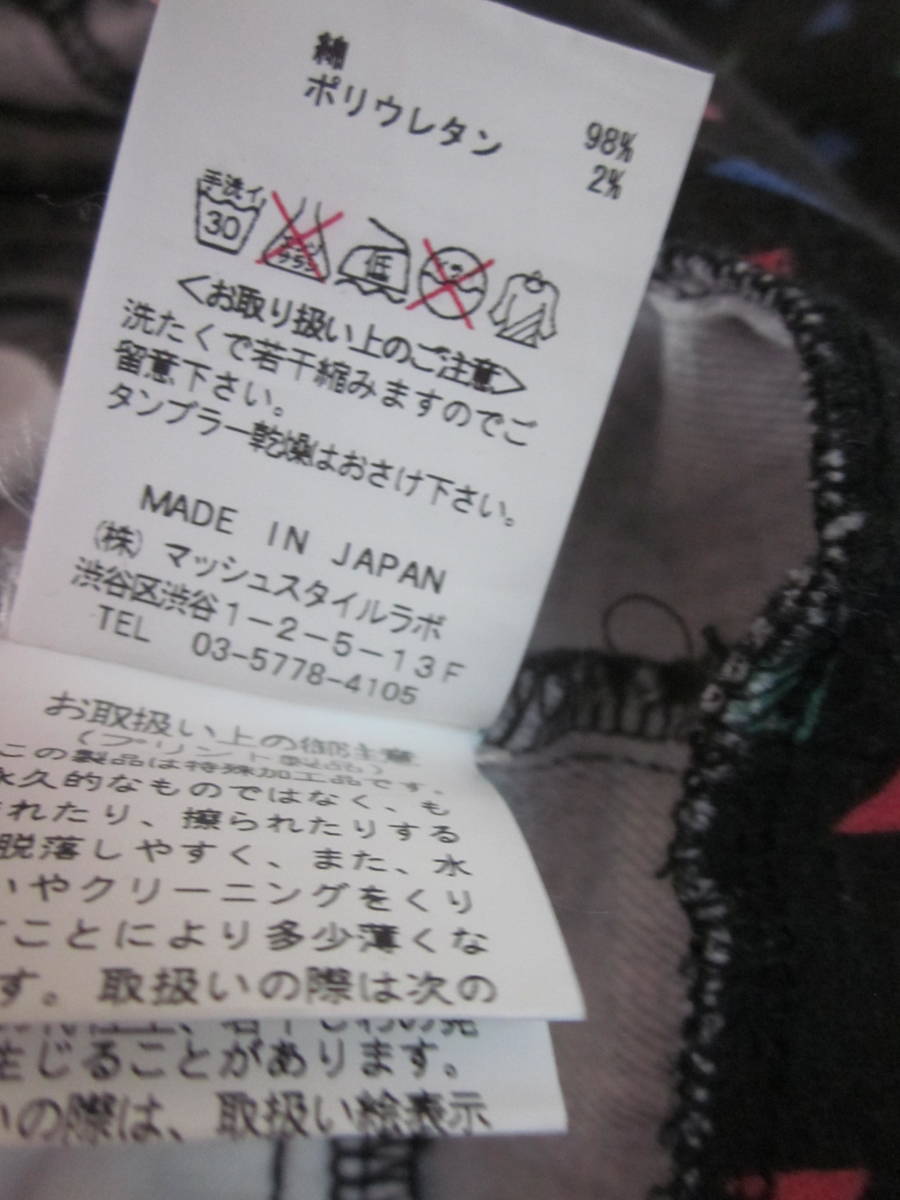 綿 98%
ポリウレタン 2%
手洗イ
30
低
<お取り扱い上のご注意>
洗たくで若干縮みますのでご
留意下さい。
タンブラー乾燥はおさけ下さい。
MADE IN JAPAN
(株) マッシュスタイルラボ
渋谷区渋谷1-2-5-13F
TEL 03-5778-4105
お取扱い上の御注意
(プリント製品)
この製品は特殊加工品です。
永久的なものではなく、も
れたり、擦られたりする
脱落しやすく、また、水
いやクリーニングをくり
すことにより多少薄くな
す。取扱いの際は次の
生じることがあります。
いの際は、取扱い絵表示